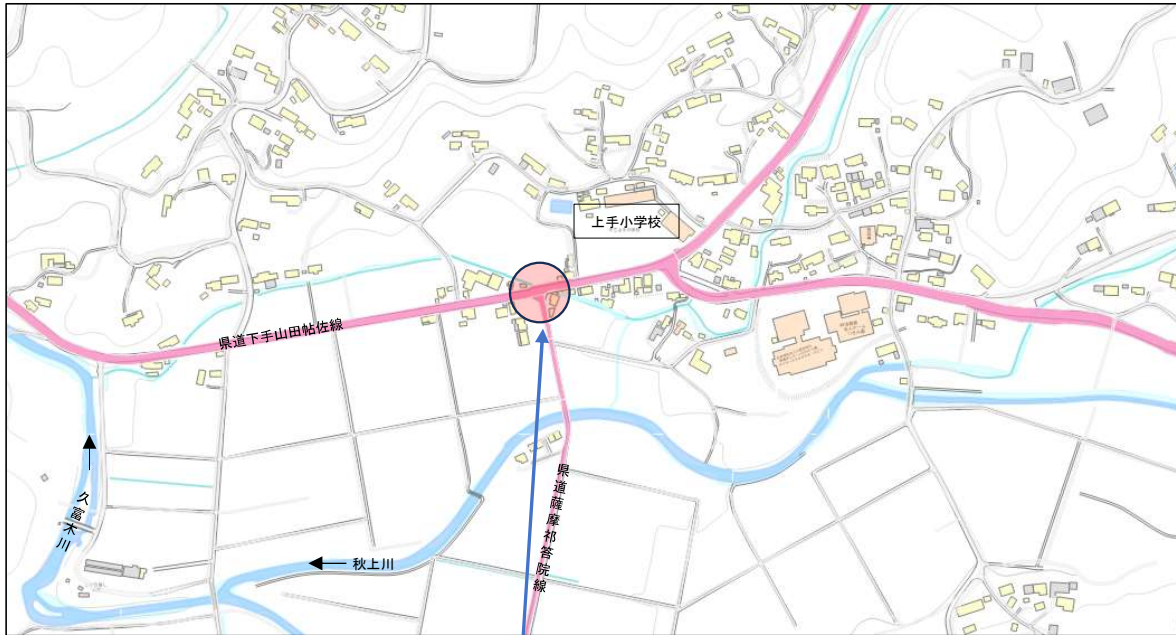 上手小学校
県道下手山田帖佐線
県道薩摩祁答院線
久富木川
秋上川